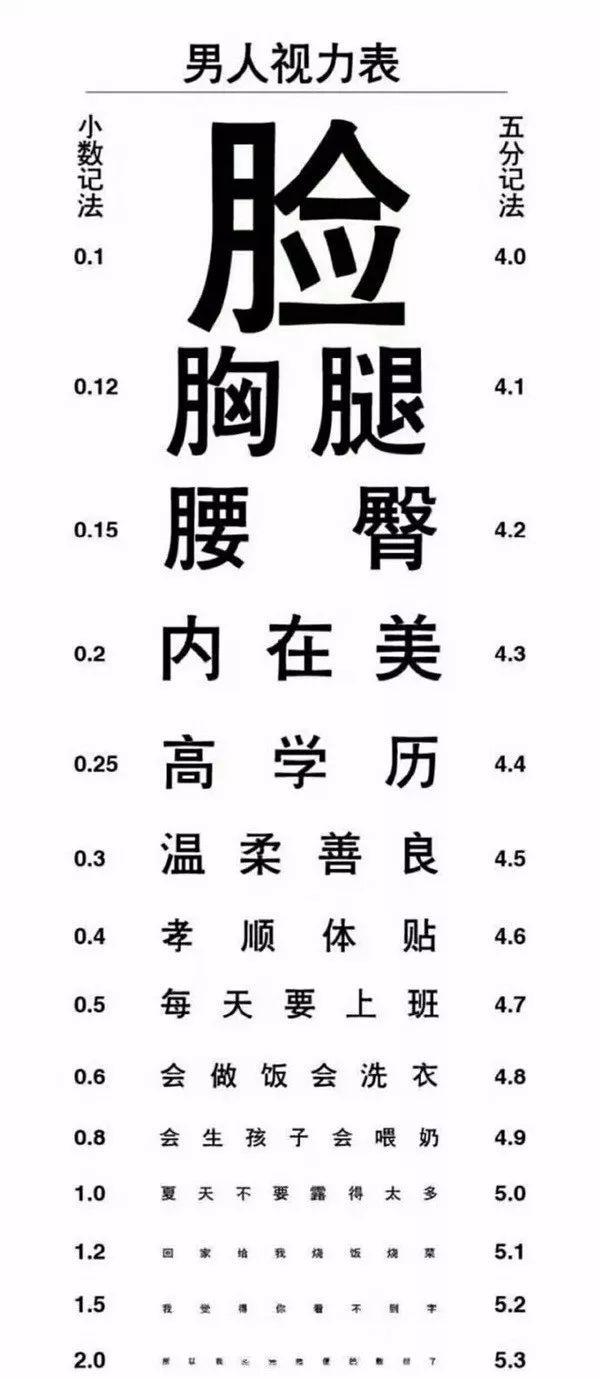 男人视力表
小数记法 五分记法
0.1 脸 4.0
0.12 胸 腿 4.1
0.15 腰 臀 4.2
0.2 内 在 美 4.3
0.25 高 学 历 4.4
0.3 温 柔 善 良 4.5
0.4 孝 顺 体 贴 4.6
0.5 每 天 要 上 班 4.7
0.6 会 做 饭 会 洗 衣 4.8
0.8 会 生 孩 子 会 喂 奶 4.9
1.0 夏 天 不 要 露 得 太 多 5.0
1.2 回 家 给 我 烧 饭 烧 菜 5.1
1.5 我 觉 得 你 看 不 到 字 5.2
2.0 所 以 我 便 了 5.3